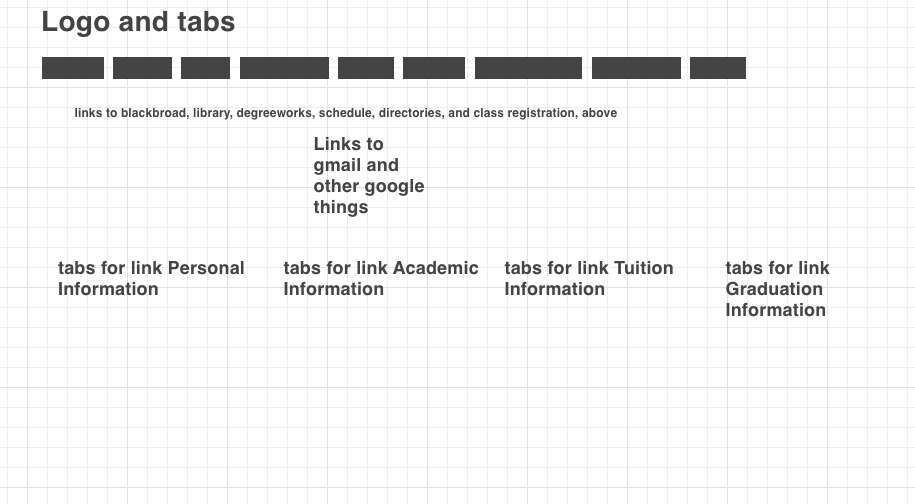 Logo and tabs
links to blackbroad, library, degreeworks, schedule, directories, and class registration, above
Links to
gmail and
other google
things
tabs for link Personal
Information
tabs for link Academic
Information
tabs for link Tuition
Information
tabs for link
Graduation
Information